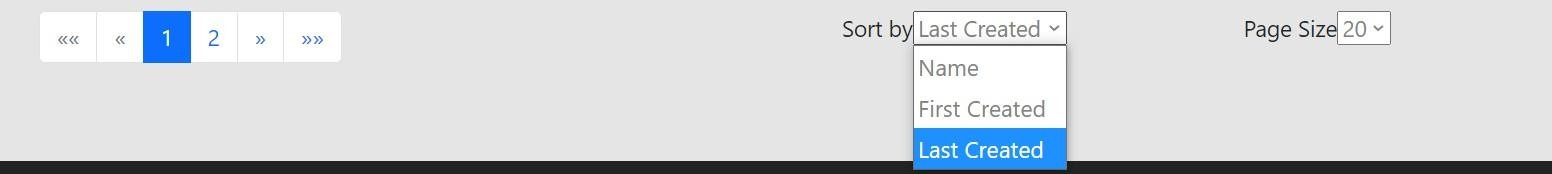 «« « 1 2 » »» Sort by Last Created Page Size 20
Name
First Created
Last Created